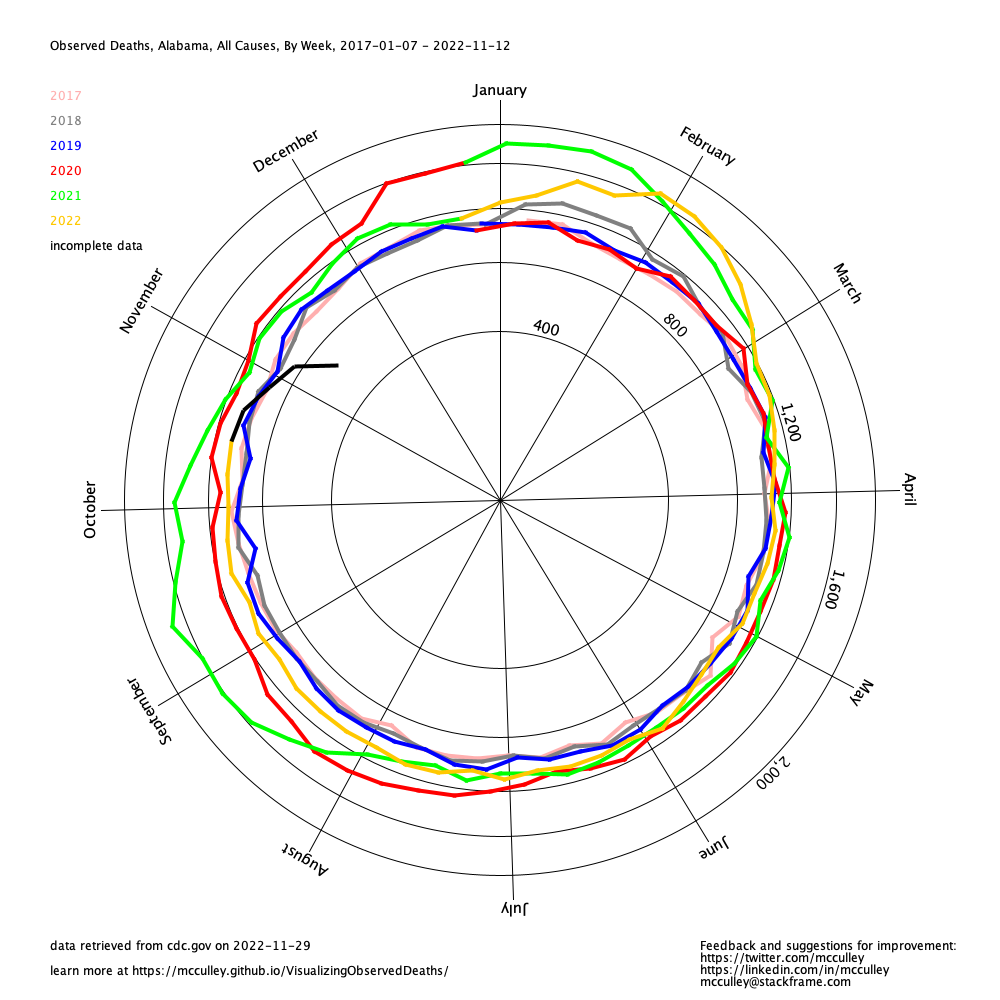 Observed Deaths, Alabama, All Causes, By Week, 2017-01-07 - 2022-11-12
2017
2018
2019
2020
2021
2022
incomplete data
January
February
March
April
May
June
July
August
September
October
November
December
400
800
1,200
1,600
2,000
data retrieved from cdc.gov on 2022-11-29
learn more at https://mcculley.github.io/VisualizingObservedDeaths/
Feedback and suggestions for improvement:
https://twitter.com/mcculley
https://linkedin.com/in/mcculley
mcculley@stackframe.com